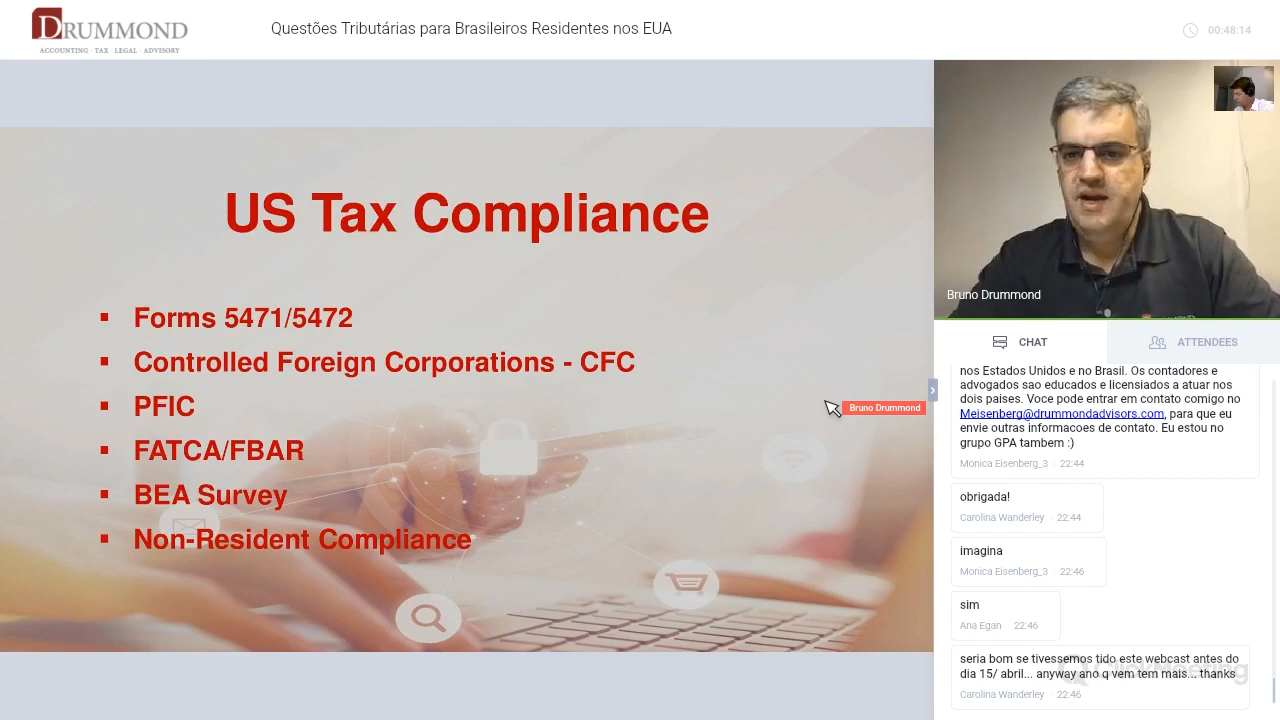 DRUMMOND
ACCOUNTING · TAX · LEGAL · ADVISORY
Questões Tributárias para Brasileiros Residentes nos EUA
00:48:14
US Tax Compliance
▪ Forms 5471/5472
▪ Controlled Foreign Corporations - CFC
▪ PFIC
▪ FATCA/FBAR
▪ BEA Survey
▪ Non-Resident Compliance
Bruno Drummond
Bruno Drummond
CHAT
ATTENDEES
nos Estados Unidos e no Brasil. Os contadores e
advogados sao educados e licensiados a atuar nos
dois paises. Voce pode entrar em contato comigo no
Meisenberg@drummondadvisors.com, para que eu
envie outras informacoes de contato. Eu estou no
grupo GPA tambem :)
Monica Eisenberg_3 22:44
obrigada!
Carolina Wanderley 22:44
imagina
Monica Eisenberg_3 22:46
sim
Ana Egan 22:46
seria bom se tivessemos tido este webcast antes do
dia 15/ abril... anyway ano q vem tem mais... thanks
Carolina Wanderley 22:46
ClickMeeting